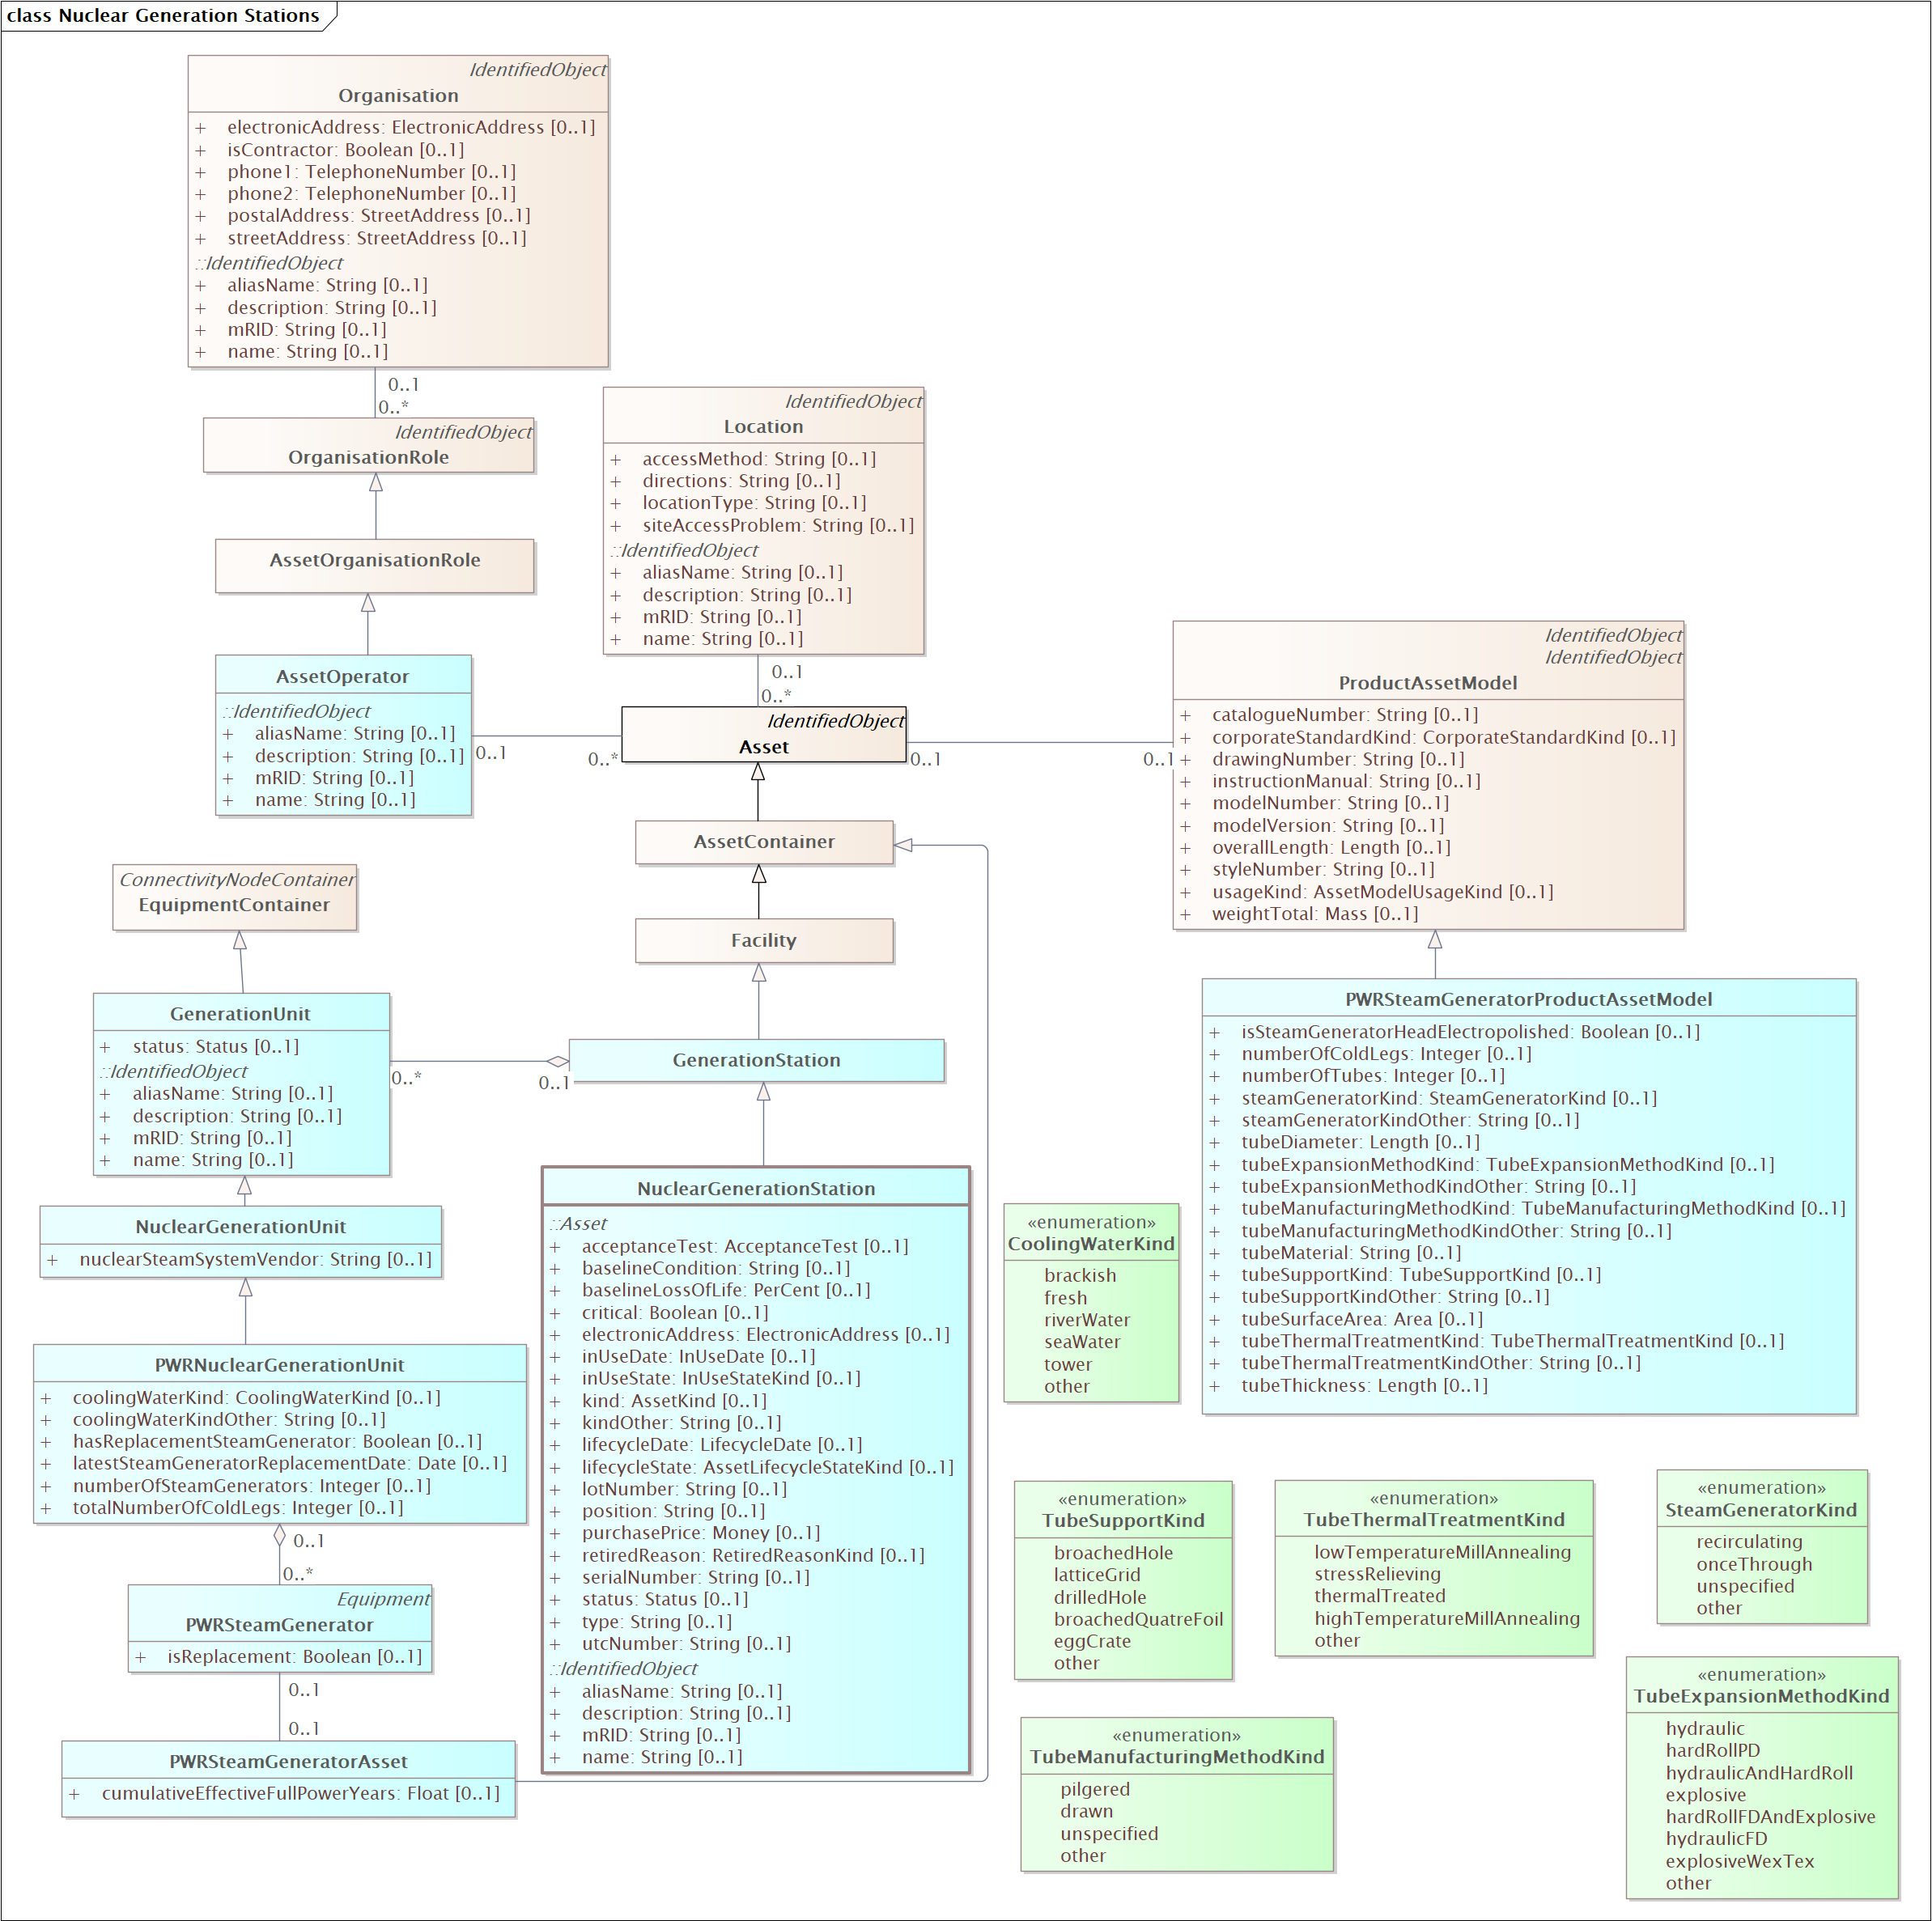 class Nuclear Generation Stations
IdentifiedObject
Organisation
+ electronicAddress: ElectronicAddress [0..1]
+ isContractor: Boolean [0..1]
+ phone1: TelephoneNumber [0..1]
+ phone2: TelephoneNumber [0..1]
+ postalAddress: StreetAddress [0..1]
+ streetAddress: StreetAddress [0..1]
::IdentifiedObject
+ aliasName: String [0..1]
+ description: String [0..1]
+ mRID: String [0..1]
+ name: String [0..1]
0..1
0..*
IdentifiedObject
OrganisationRole
AssetOrganisationRole
AssetOperator
::IdentifiedObject
+ aliasName: String [0..1]
+ description: String [0..1]
+ mRID: String [0..1]
+ name: String [0..1]
0..1
0..*
IdentifiedObject
Location
+ accessMethod: String [0..1]
+ directions: String [0..1]
+ locationType: String [0..1]
+ siteAccessProblem: String [0..1]
::IdentifiedObject
+ aliasName: String [0..1]
+ description: String [0..1]
+ mRID: String [0..1]
+ name: String [0..1]
0..1
0..*
IdentifiedObject
Asset
0..1
0..1
IdentifiedObject
IdentifiedObject
ProductAssetModel
+ catalogueNumber: String [0..1]
+ corporateStandardKind: CorporateStandardKind [0..1]
+ drawingNumber: String [0..1]
+ instructionManual: String [0..1]
+ modelNumber: String [0..1]
+ modelVersion: String [0..1]
+ overallLength: Length [0..1]
+ styleNumber: String [0..1]
+ usageKind: AssetModelUsageKind [0..1]
+ weightTotal: Mass [0..1]
AssetContainer
Facility
ConnectivityNodeContainer
EquipmentContainer
GenerationUnit
+ status: Status [0..1]
::IdentifiedObject
+ aliasName: String [0..1]
+ description: String [0..1]
+ mRID: String [0..1]
+ name: String [0..1]
0..*
0..1
GenerationStation
PWRSteamGeneratorProductAssetModel
+ isSteamGeneratorHeadElectropolished: Boolean [0..1]
+ numberOfColdLegs: Integer [0..1]
+ numberOfTubes: Integer [0..1]
+ steamGeneratorKind: SteamGeneratorKind [0..1]
+ steamGeneratorKindOther: String [0..1]
+ tubeDiameter: Length [0..1]
+ tubeExpansionMethodKind: TubeExpansionMethodKind [0..1]
+ tubeExpansionMethodKindOther: String [0..1]
+ tubeManufacturingMethodKind: TubeManufacturingMethodKind [0..1]
+ tubeManufacturingMethodKindOther: String [0..1]
+ tubeMaterial: String [0..1]
+ tubeSupportKind: TubeSupportKind [0..1]
+ tubeSupportKindOther: String [0..1]
+ tubeSurfaceArea: Area [0..1]
+ tubeThermalTreatmentKind: TubeThermalTreatmentKind [0..1]
+ tubeThermalTreatmentKindOther: String [0..1]
+ tubeThickness: Length [0..1]
NuclearGenerationUnit
+ nuclearSteamSystemVendor: String [0..1]
PWRNuclearGenerationUnit
+ coolingWaterKind: CoolingWaterKind [0..1]
+ coolingWaterKindOther: String [0..1]
+ hasReplacementSteamGenerator: Boolean [0..1]
+ latestSteamGeneratorReplacementDate: Date [0..1]
+ numberOfSteamGenerators: Integer [0..1]
+ totalNumberOfColdLegs: Integer [0..1]
0..1
0..*
Equipment
PWRSteamGenerator
+ isReplacement: Boolean [0..1]
0..1
0..1
PWRSteamGeneratorAsset
+ cumulativeEffectiveFullPowerYears: Float [0..1]
NuclearGenerationStation
::Asset
+ acceptanceTest: AcceptanceTest [0..1]
+ baselineCondition: String [0..1]
+ baselineLossOfLife: PerCent [0..1]
+ critical: Boolean [0..1]
+ electronicAddress: ElectronicAddress [0..1]
+ inUseDate: InUseDate [0..1]
+ inUseState: InUseStateKind [0..1]
+ kind: AssetKind [0..1]
+ kindOther: String [0..1]
+ lifecycleDate: LifecycleDate [0..1]
+ lifecycleState: AssetLifecycleStateKind [0..1]
+ lotNumber: String [0..1]
+ position: String [0..1]
+ purchasePrice: Money [0..1]
+ retiredReason: RetiredReasonKind [0..1]
+ serialNumber: String [0..1]
+ status: Status [0..1]
+ type: String [0..1]
+ utcNumber: String [0..1]
::IdentifiedObject
+ aliasName: String [0..1]
+ description: String [0..1]
+ mRID: String [0..1]
+ name: String [0..1]
«enumeration»
CoolingWaterKind
brackish
fresh
riverWater
seaWater
tower
other
«enumeration»
TubeSupportKind
broachedHole
latticeGrid
drilledHole
broachedQuatreFoil
eggCrate
other
«enumeration»
TubeThermalTreatmentKind
lowTemperatureMillAnnealing
stressRelieving
thermalTreated
highTemperatureMillAnnealing
other
«enumeration»
SteamGeneratorKind
recirculating
onceThrough
unspecified
other
«enumeration»
TubeManufacturingMethodKind
pilgered
drawn
unspecified
other
«enumeration»
TubeExpansionMethodKind
hydraulic
hardRollPD
hydraulicAndHardRoll
explosive
hardRollFDAndExplosive
hydraulicFD
explosiveWexTex
other